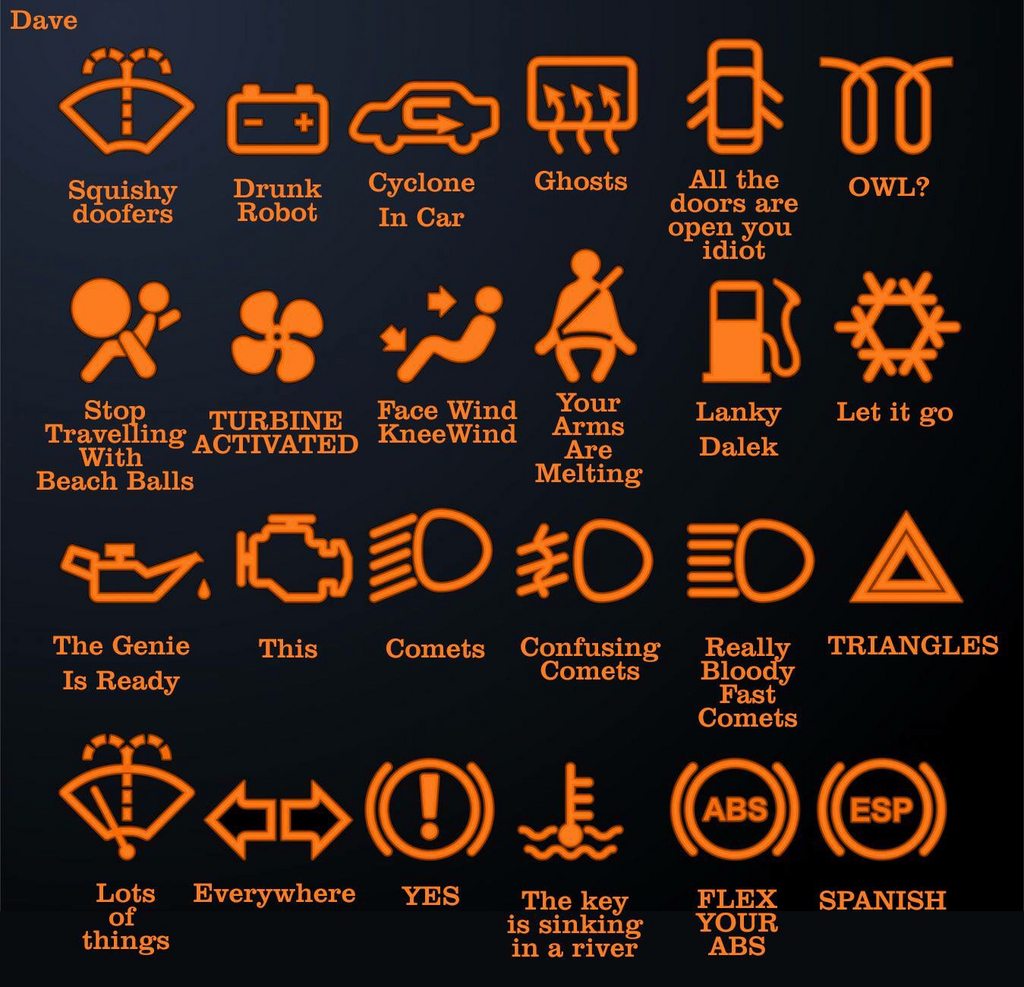 Dave
Squishy
doofers
Drunk
Robot
Cyclone
In Car
Ghosts
All the
doors are
open you
idiot
OWL?
Stop
Travelling
With
Beach Balls
TURBINE
ACTIVATED
Face Wind
KneeWind
Your
Arms
Are
Melting
Lanky
Dalek
Let it go
The Genie
Is Ready
This
Comets
Confusing
Comets
Really
Bloody
Fast
Comets
TRIANGLES
ABS
ESP
Lots
of
things
Everywhere
YES
The key
is sinking
in a river
FLEX
YOUR
ABS
SPANISH